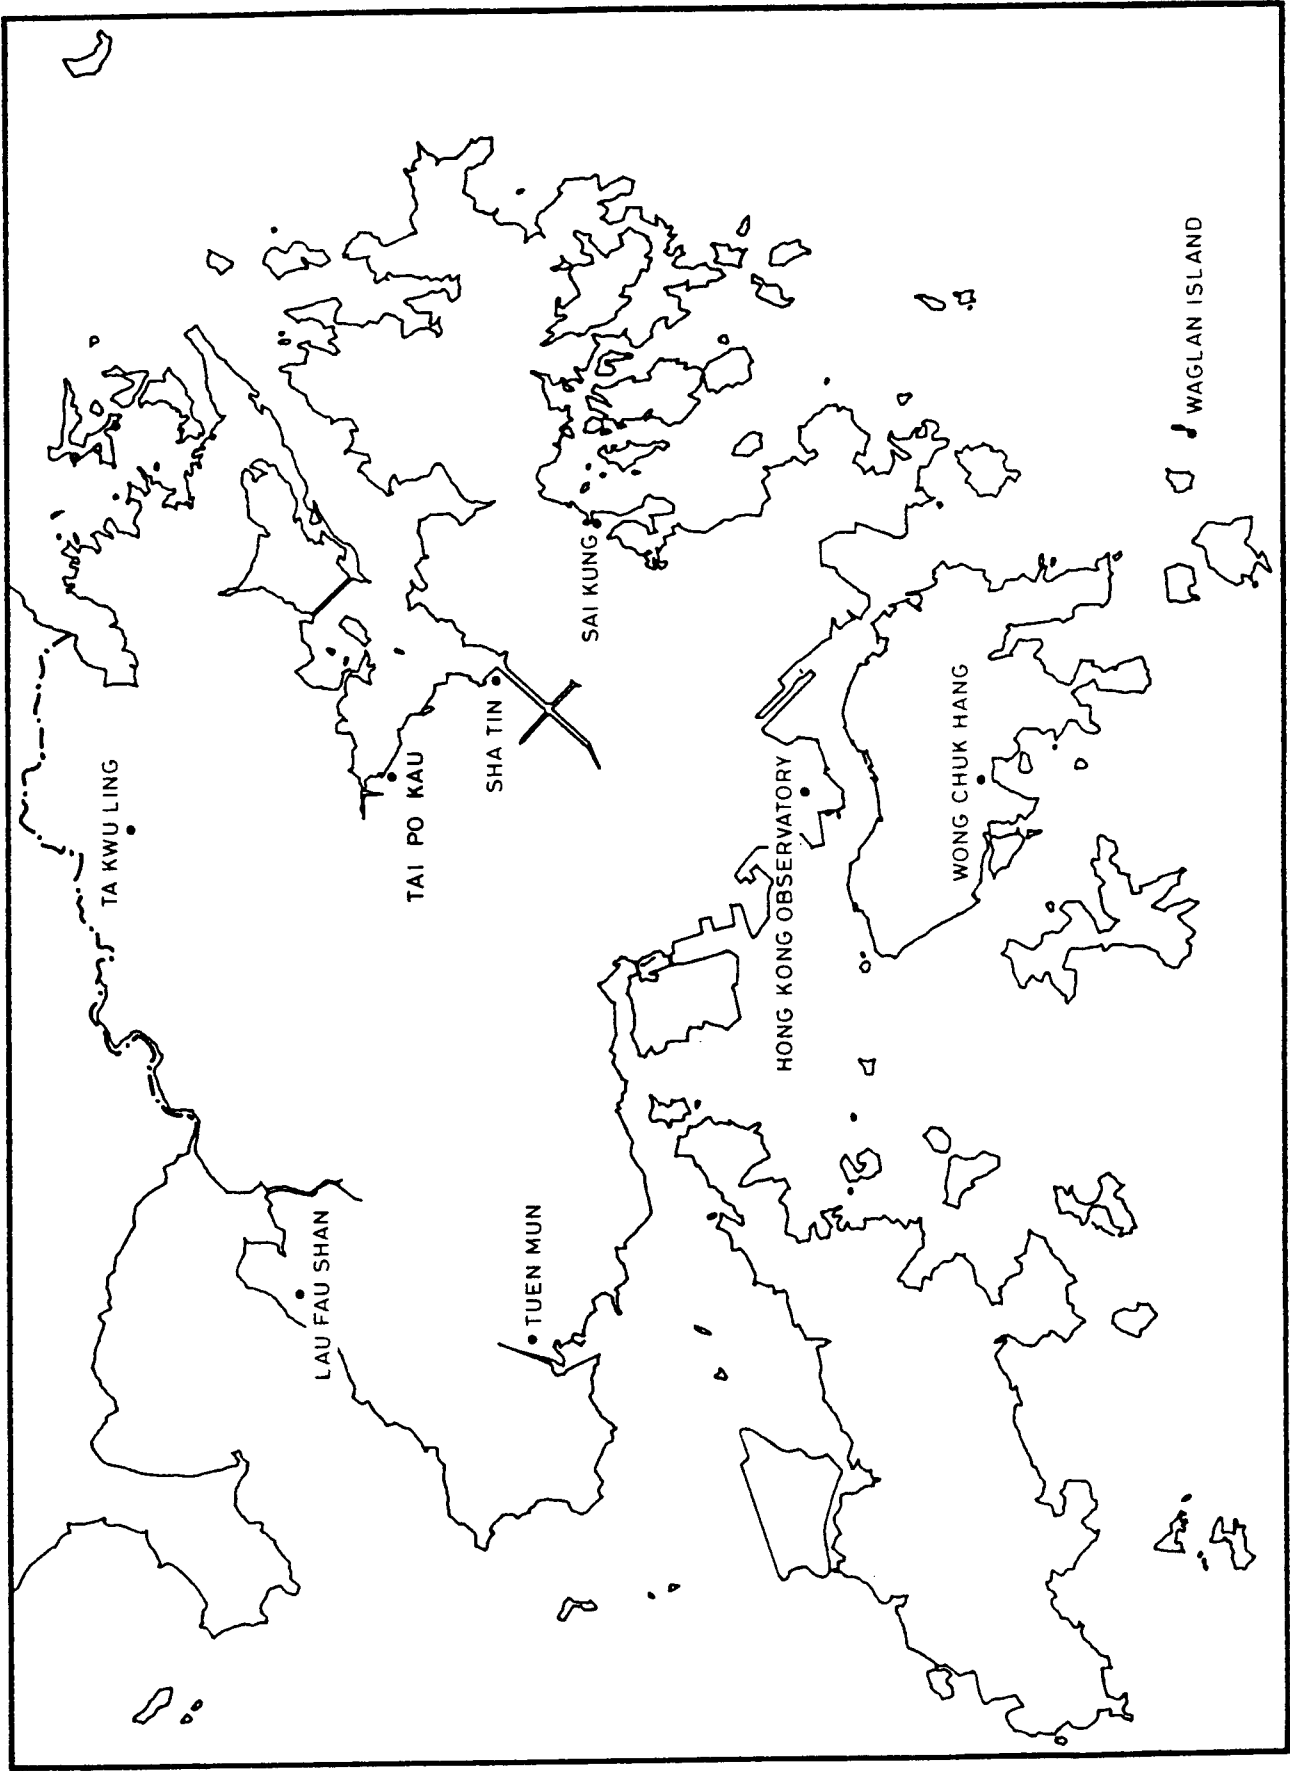 TA KWU LING
LAU FAU SHAN
TAI PO KAU
SHA TIN
TUEN MUN
SAI KUNG
HONG KONG OBSERVATORY
WONG CHUK HANG
WAGLAN ISLAND